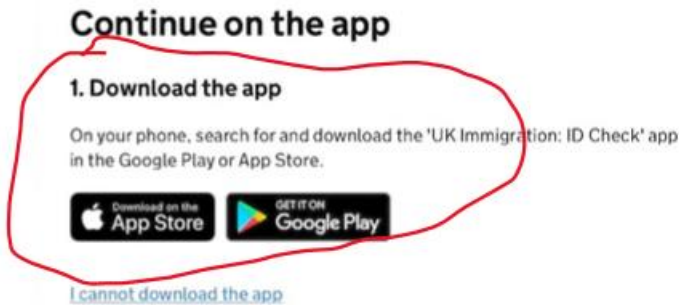 Continue on the app
1. Download the app
On your phone, search for and download the 'UK Immigration: ID Check' app
in the Google Play or App Store.
Download on the
App Store
GET IT ON
Google Play
I cannot download the app